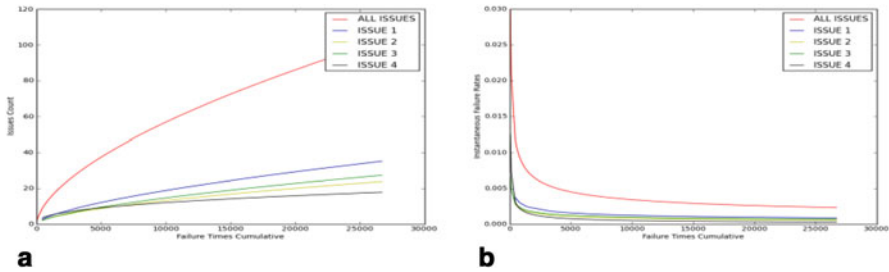 120
100
80
60
40
20
0
Issues Count
0 5000 10000 15000 20000 25000 30000
Failure Times Cumulative
ALL ISSUES
ISSUE 1
ISSUE 2
ISSUE 3
ISSUE 4
a
0.030
0.025
0.020
0.015
0.010
0.005
0.000
Instantaneous Failure Rates
0 5000 10000 15000 20000 25000 30000
Failure Times Cumulative
ALL ISSUES
ISSUE 1
ISSUE 2
ISSUE 3
ISSUE 4
b